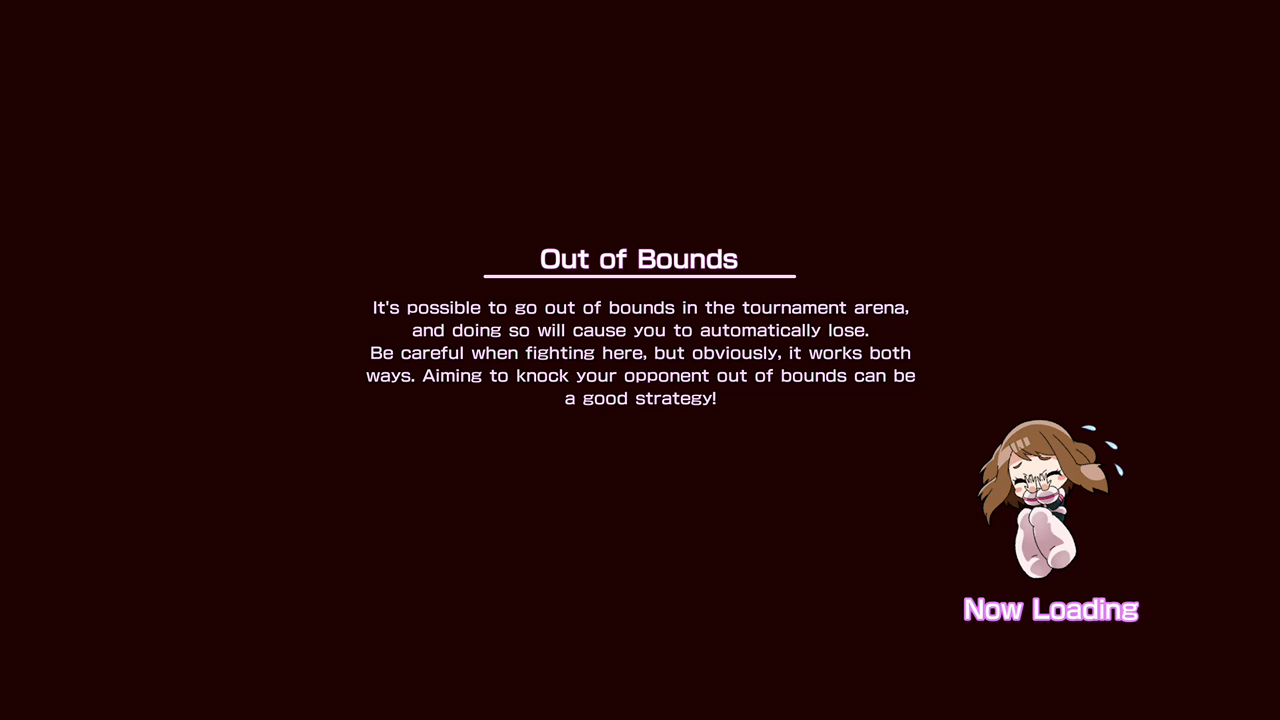 Out of Bounds
It's possible to go out of bounds in the tournament arena,
and doing so will cause you to automatically lose.
Be careful when fighting here, but obviously, it works both
ways. Aiming to knock your opponent out of bounds can be
a good strategy!
Now Loading